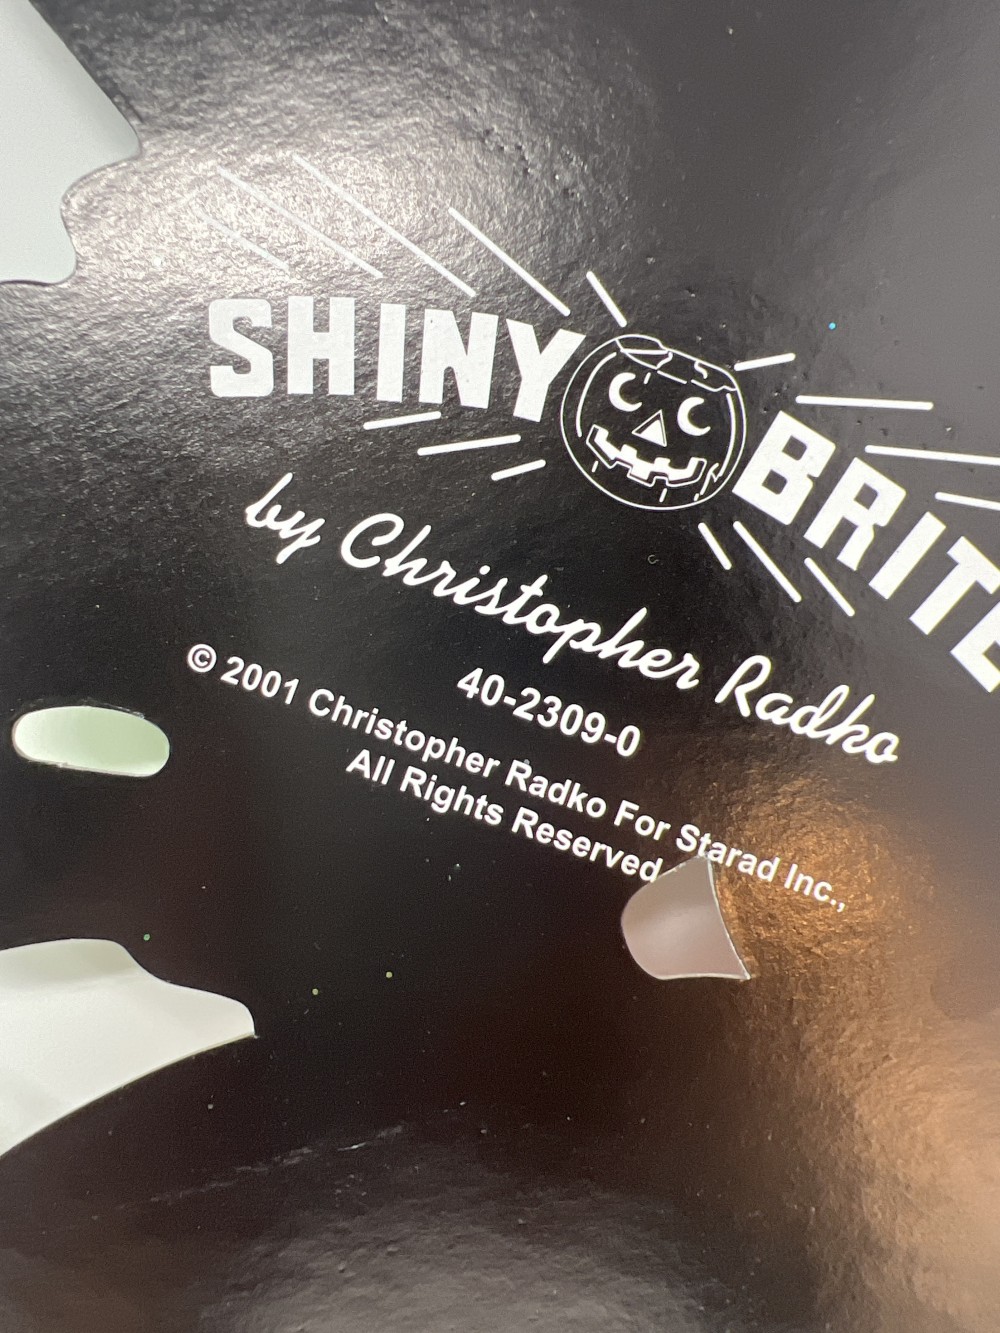 SHINY BRITE
by Christopher Radko
40-2309-0
© 2001 Christopher Radko For Starad Inc.,
All Rights Reserved